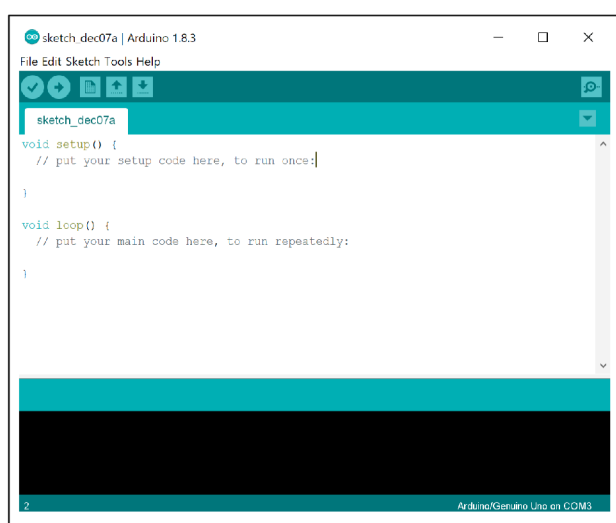 sketch_dec07a | Arduino 1.8.3
File Edit Sketch Tools Help
sketch_dec07a
void setup() {
// put your setup code here, to run once:
}
void loop() {
// put your main code here, to run repeatedly:
}
2 Arduino/Genuino Uno on COM3